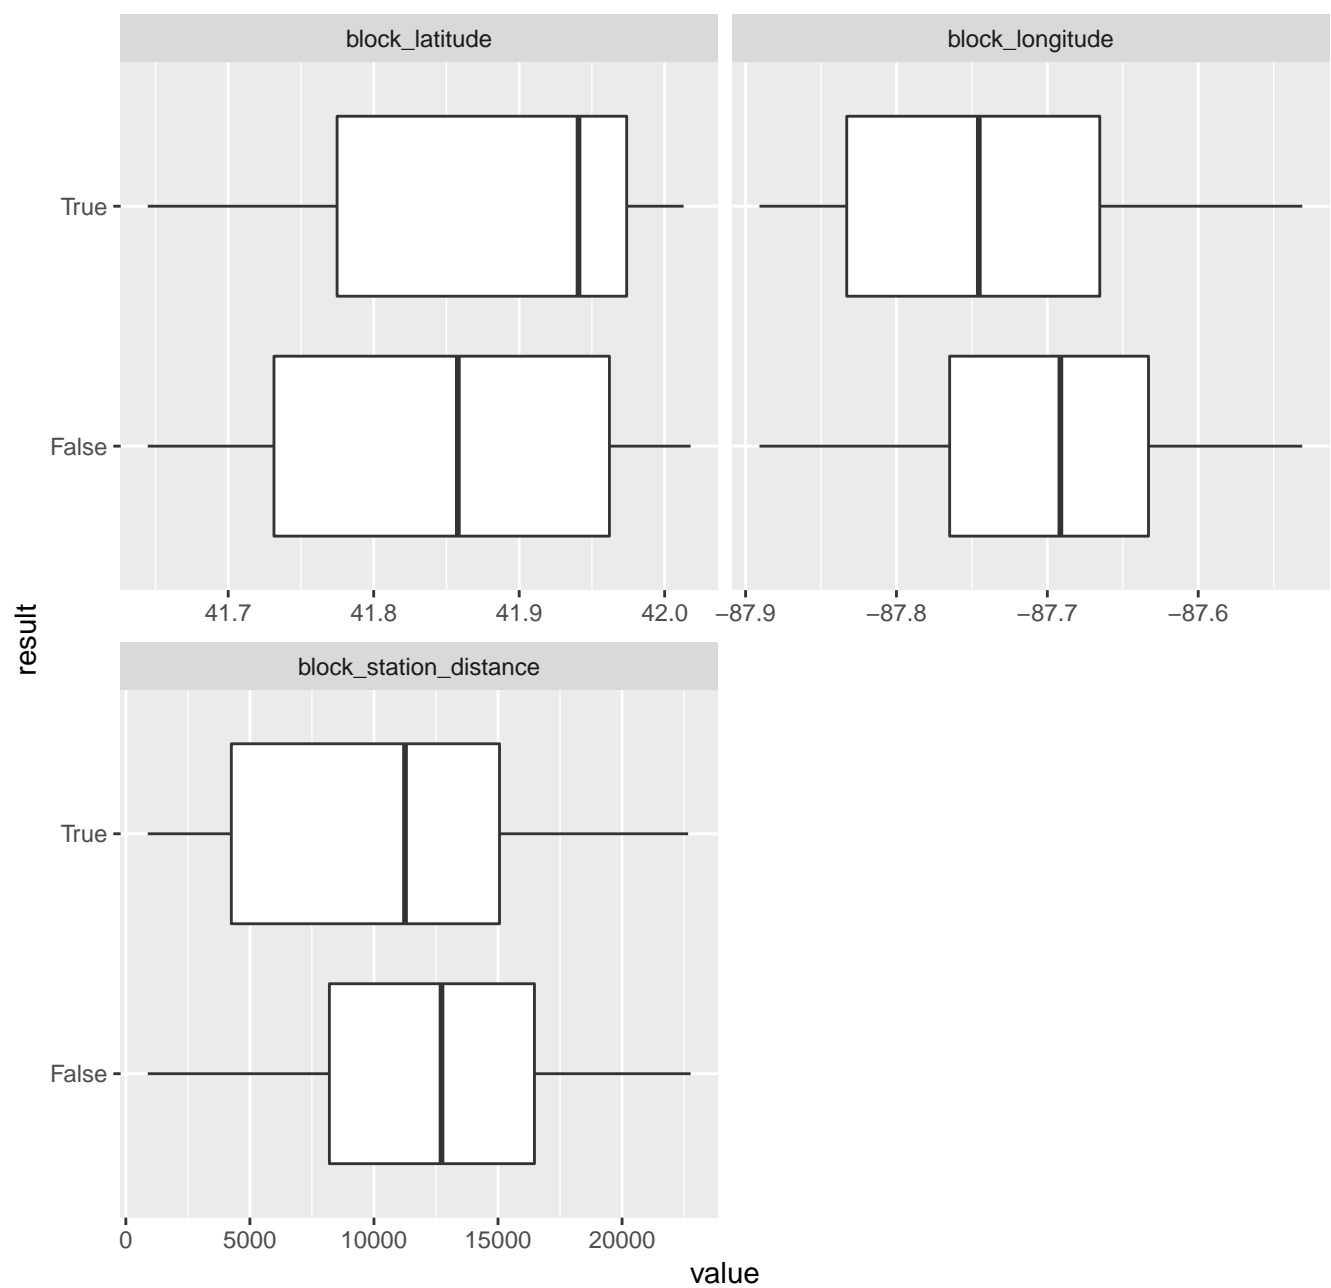 block_latitude
block_longitude
True
False
41.7 41.8 41.9 42.0
−87.9 −87.8 −87.7 −87.6
result
block_station_distance
True
False
0 5000 10000 15000 20000
value